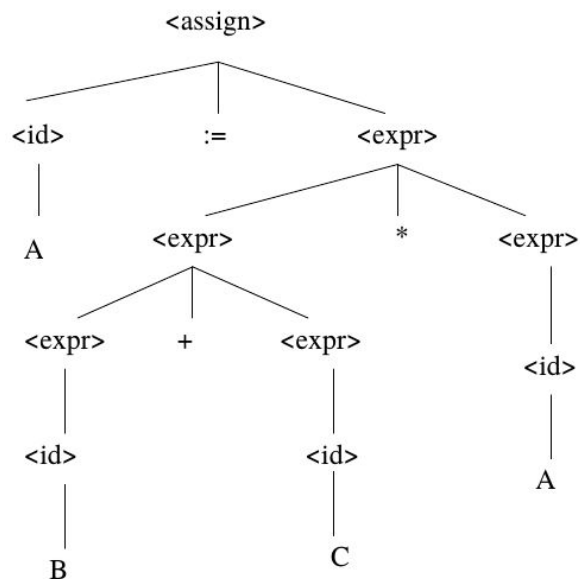 <assign>
<id> := <expr>
A <expr> * <expr>
<expr> + <expr>
<id>
<id> <id>
A
B C